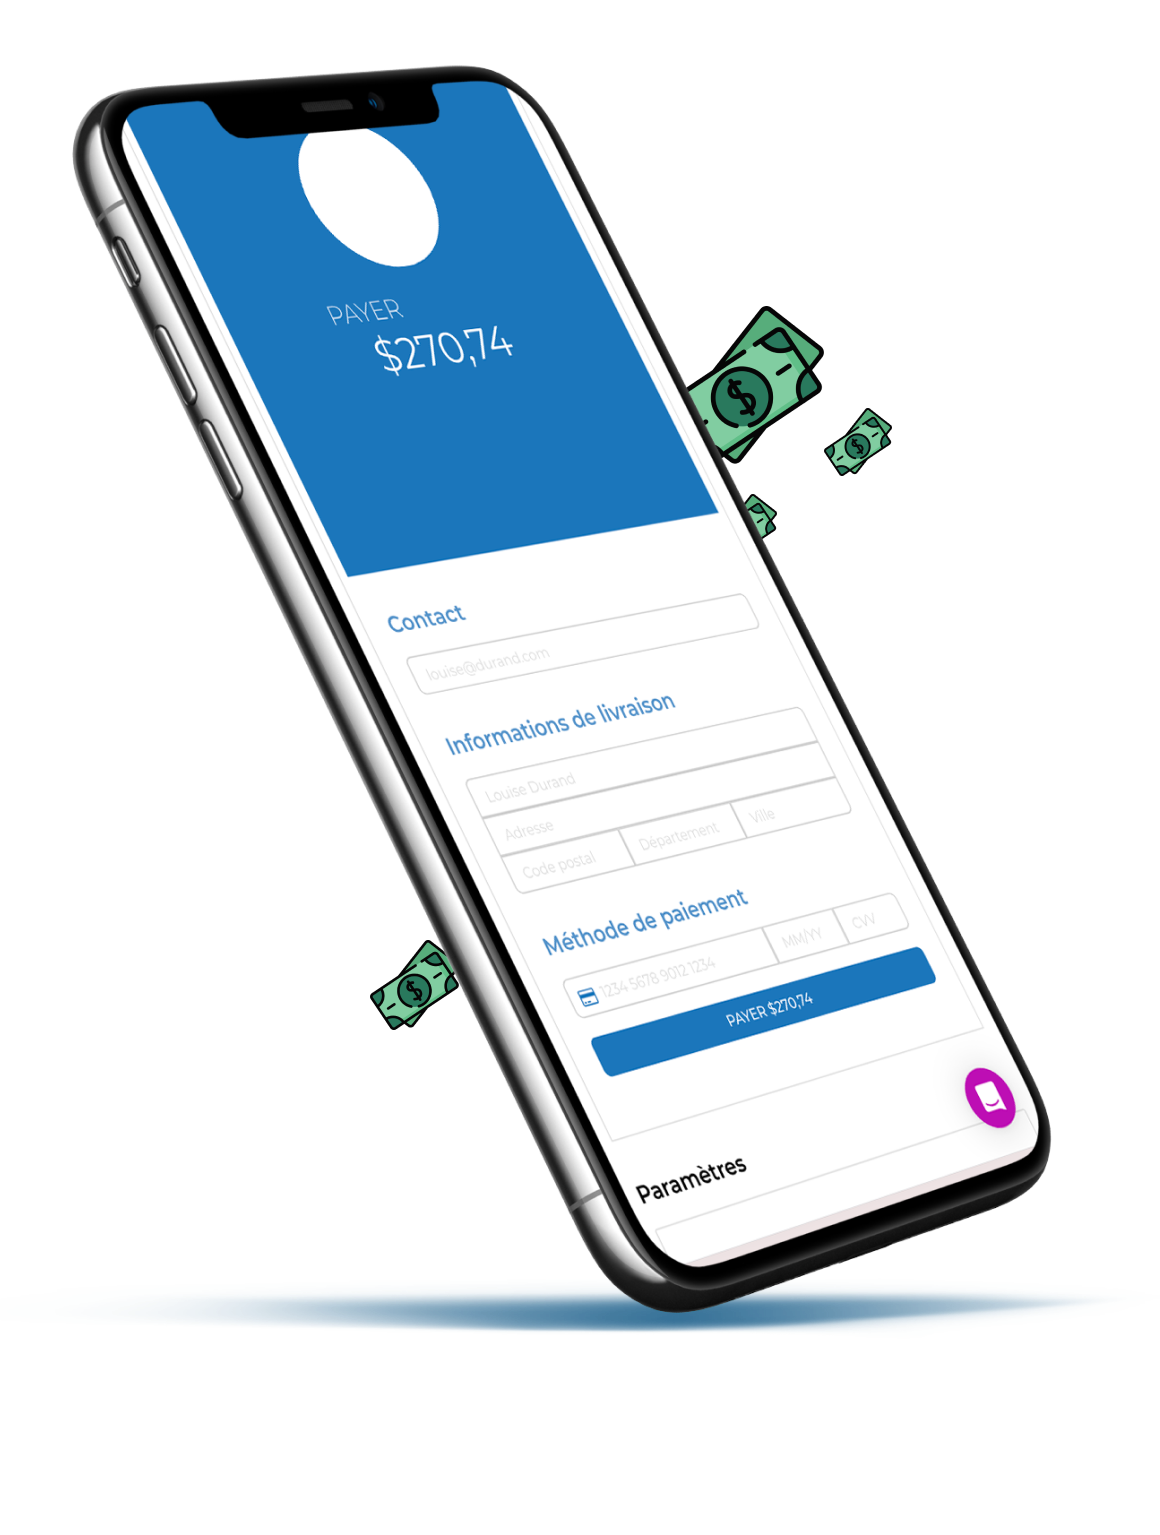 PAYER
$270,74
Contact
louise@durand.com
Informations de livraison
Louise Durand
Adresse
Code postal
Département
Ville
Méthode de paiement
1234 5678 9012 1234
MM/YY
CVV
PAYER $270,74
Paramètres